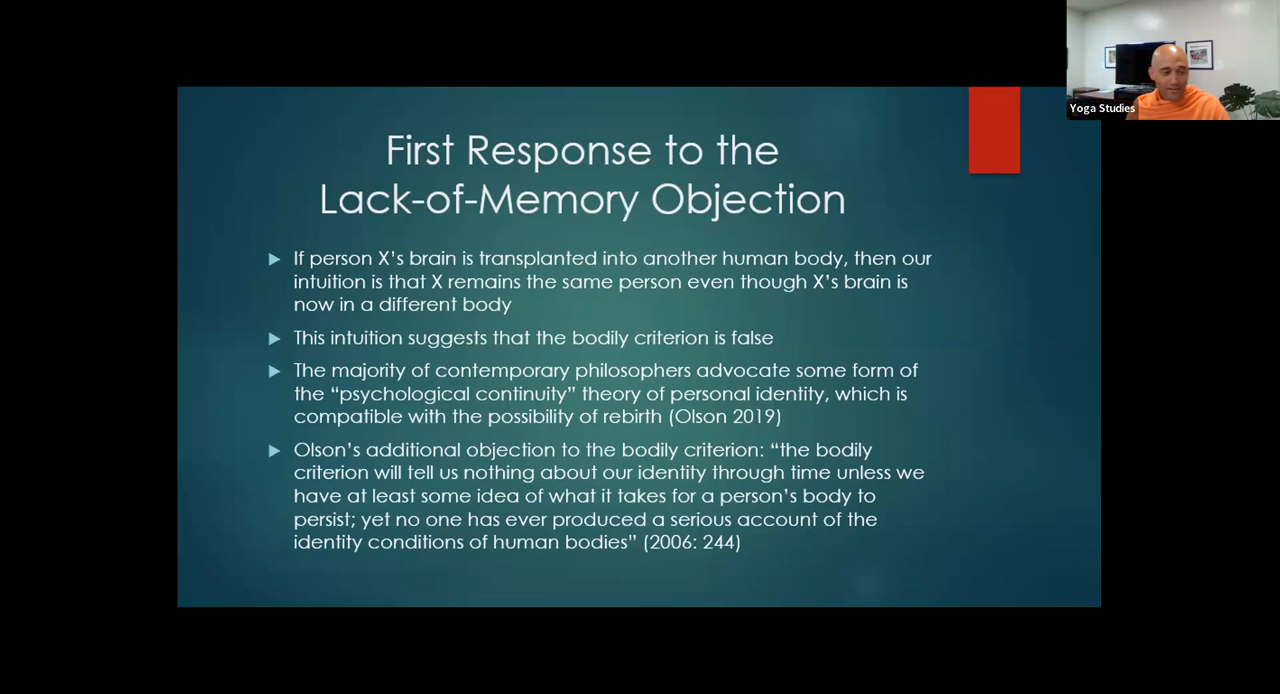 Yoga Studies
First Response to the
Lack-of-Memory Objection
If person X’s brain is transplanted into another human body, then our
intuition is that X remains the same person even though X’s brain is
now in a different body
This intuition suggests that the bodily criterion is false
The majority of contemporary philosophers advocate some form of
the “psychological continuity” theory of personal identity, which is
compatible with the possibility of rebirth (Olson 2019)
Olson’s additional objection to the bodily criterion: “the bodily
criterion will tell us nothing about our identity through time unless we
have at least some idea of what it takes for a person’s body to
persist; yet no one has ever produced a serious account of the
identity conditions of human bodies” (2006: 244)